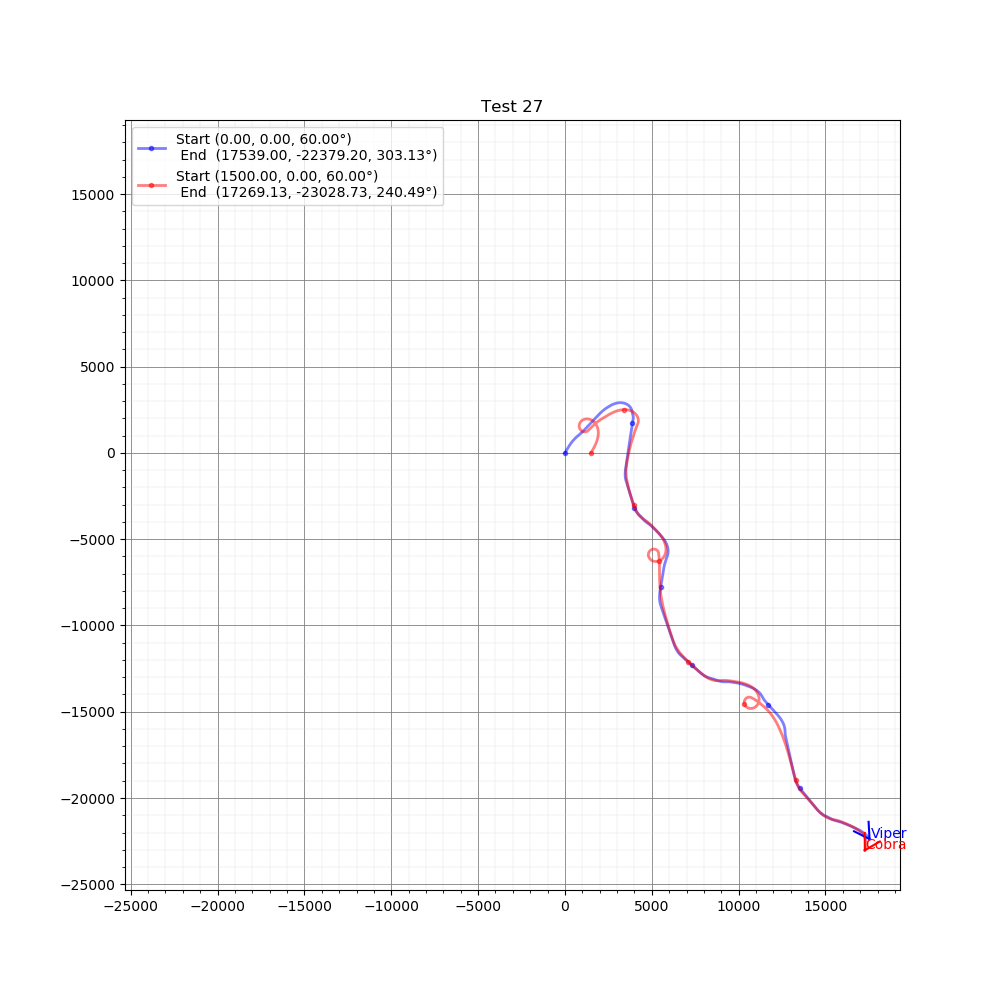 Test 27
Start (0.00, 0.00, 60.00°)
End (17539.00, -22379.20, 303.13°)
Start (1500.00, 0.00, 60.00°)
End (17269.13, -23028.73, 240.49°)
15000
10000
5000
0
−5000
−10000
−15000
−20000
−25000
Viper
Cobra
−25000 −20000 −15000 −10000 −5000 0 5000 10000 15000